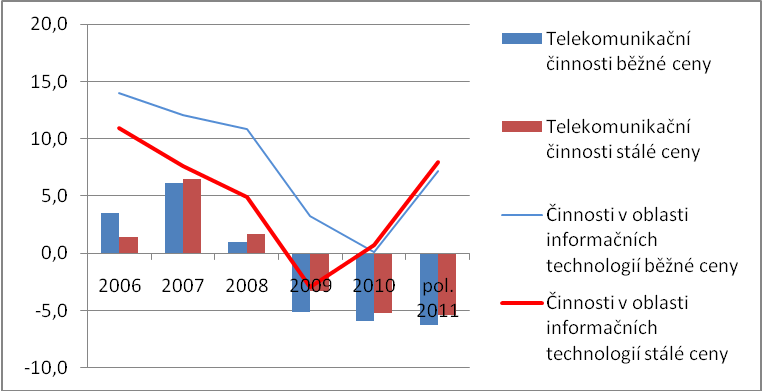 20,0
15,0
10,0
5,0
0,0
-5,0
-10,0
2006
2007
2008
2009
2010
pol.
2011
Telekomunikační
činnosti běžné ceny
Telekomunikační
činnosti stálé ceny
Činnosti v oblasti
informačních
technologií běžné ceny
Činnosti v oblasti
informačních
technologií stálé ceny